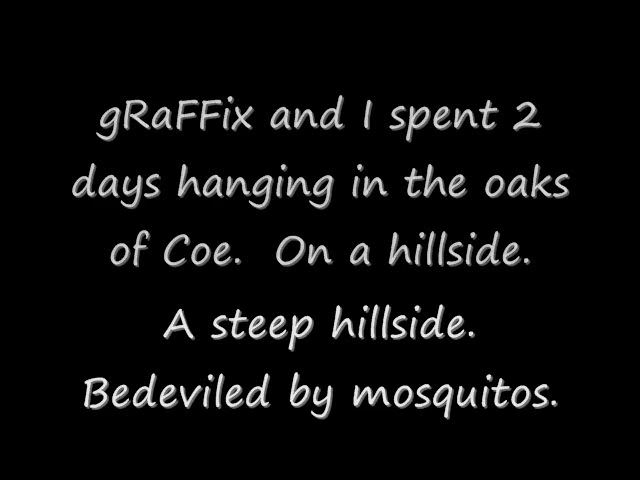 gRaFFix and I spent 2
days hanging in the oaks
of Coe.  On a hillside.
A steep hillside.
Bedeviled by mosquitos.